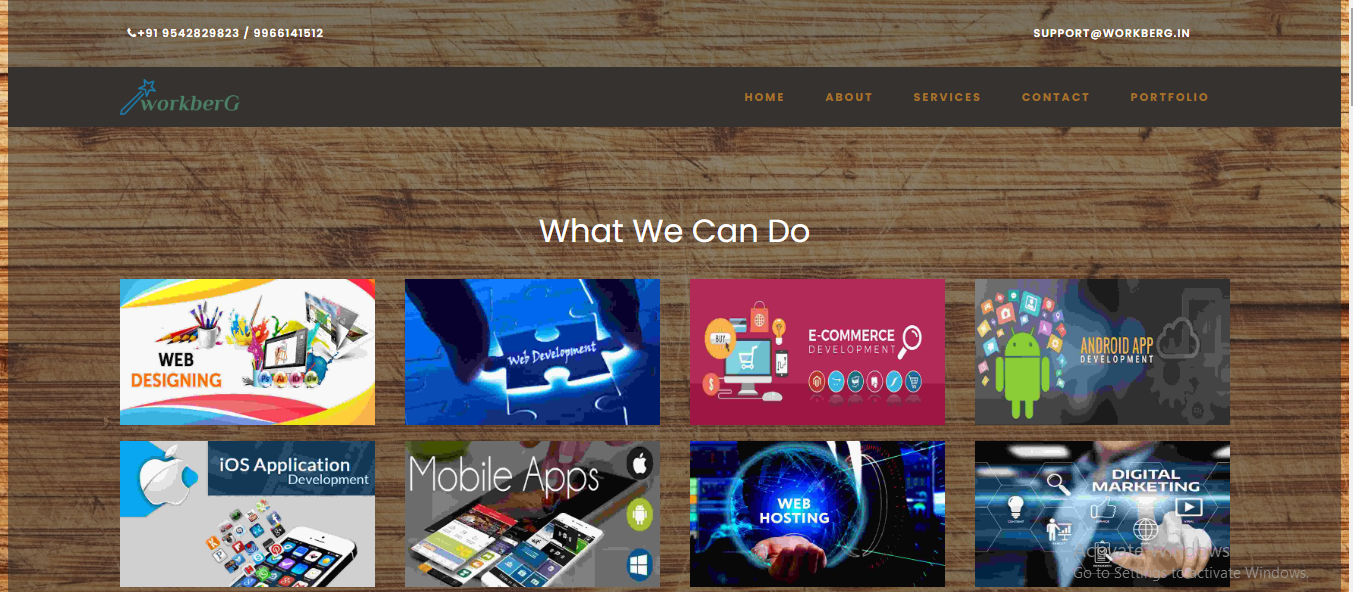 +91 9542829823 / 9966141512
SUPPORT@WORKBERG.IN
workberG
HOME ABOUT SERVICES CONTACT PORTFOLIO
What We Can Do
WEB
DESIGNING
Web Development
BUY
E-COMMERCE
DEVELOPMENT
ANDROID APP
DEVELOPMENT
iOS Application
Development
Mobile Apps
WEB
HOSTING
DIGITAL
MARKETING
Activate Windows
Go to Settings to activate Windows.